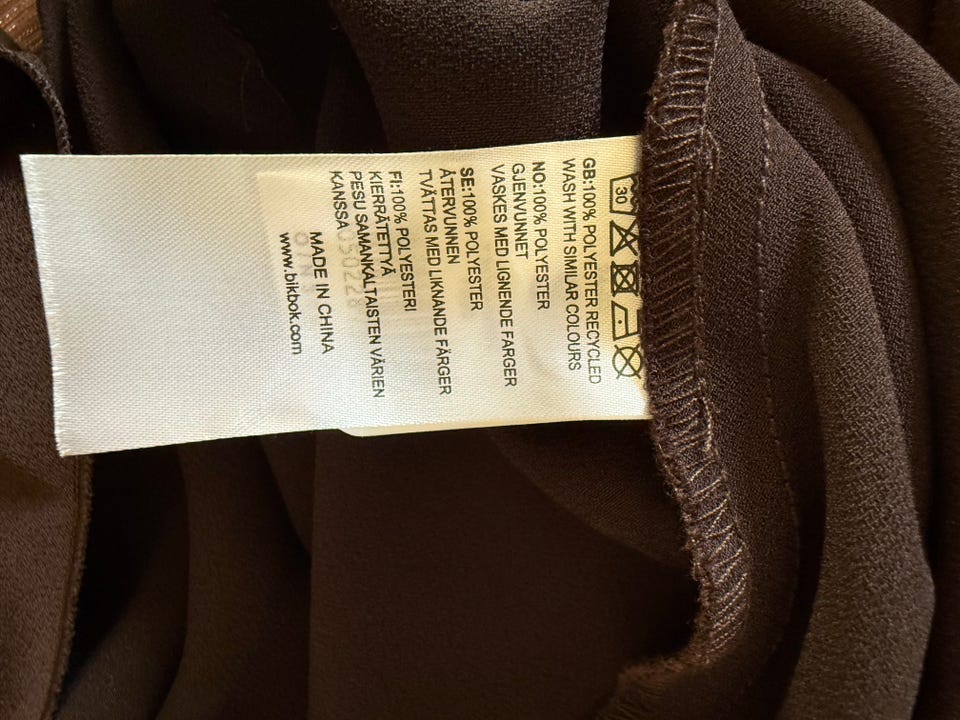 30
GB:100% POLYESTER RECYCLED
WASH WITH SIMILAR COLOURS
NO:100% POLYESTER
GJENVUNNET
VASKES MED LIGNENDE FARGER
SE:100% POLYESTER
ÅTERVUNNEN
TVÄTTAS MED LIKNANDE FÄRGER
FI:100% POLYESTERI
KIERRÄTETTYÄ
PESU SAMANKALTAISTEN VÄRIEN
KANSSA
MADE IN CHINA
www.bikbok.com